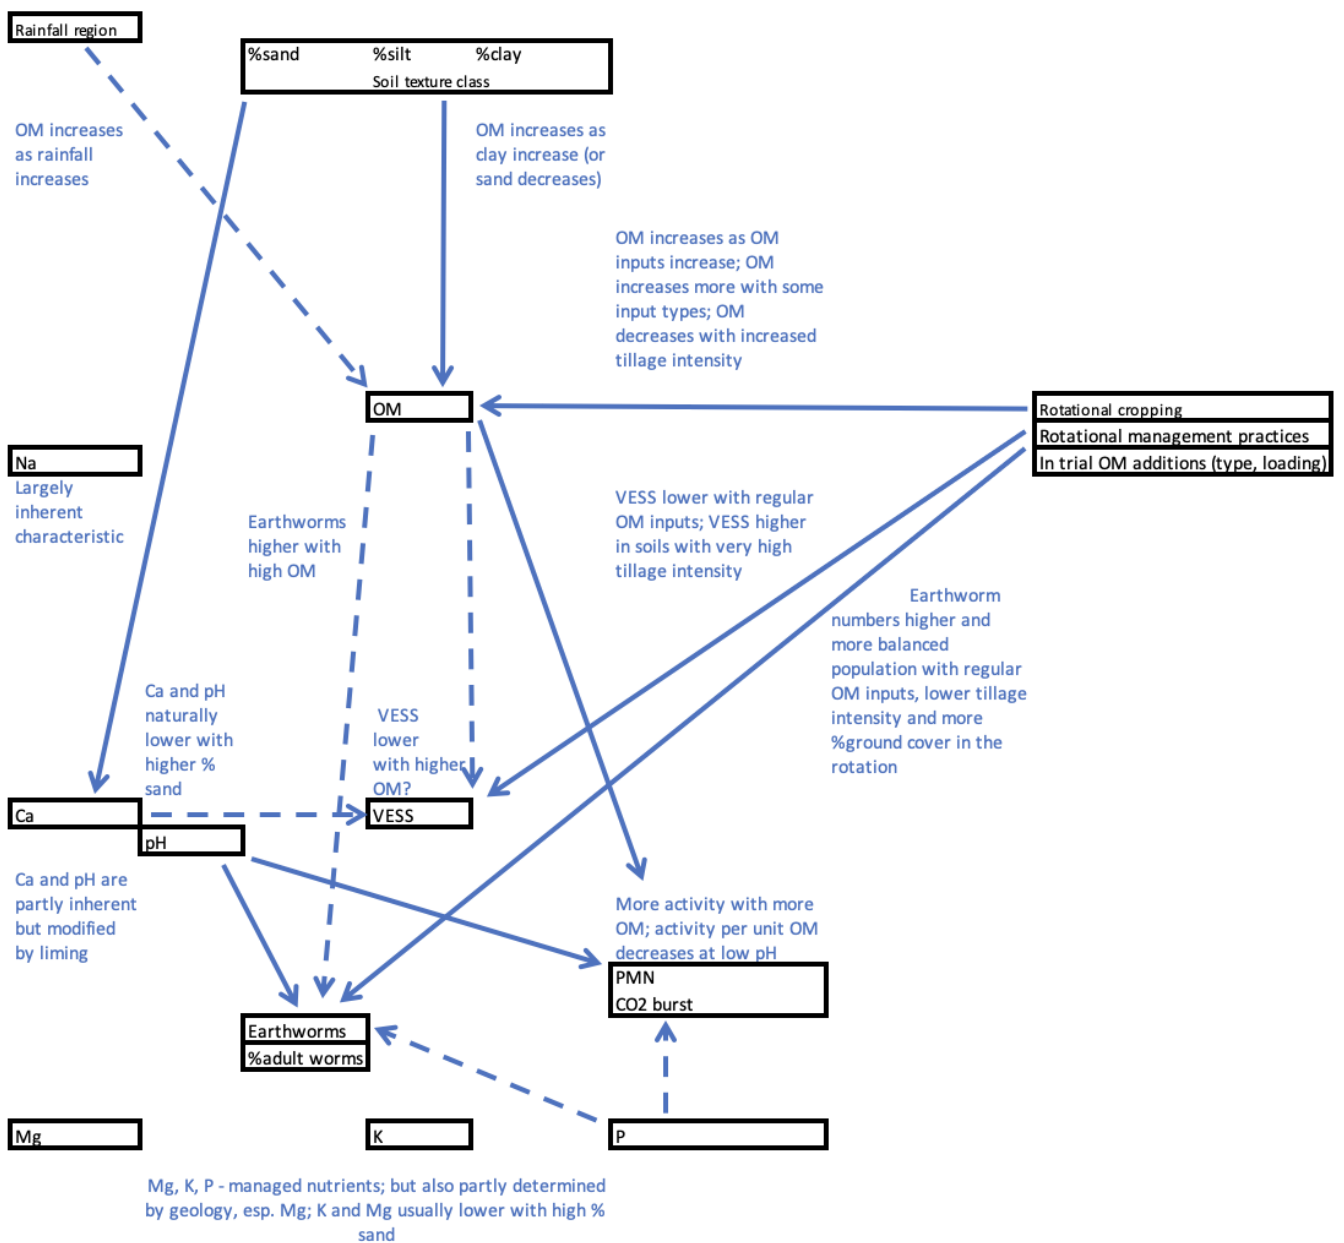 Rainfall region
%sand %silt %clay
Soil texture class
OM increases
as rainfall
increases
OM increases as
clay increase (or
sand decreases)
OM increases as OM
inputs increase; OM
increases more with some
input types; OM
decreases with increased
tillage intensity
OM
Rotational cropping
Rotational management practices
In trial OM additions (type, loading)
Na
Largely
inherent
characteristic
Earthworms
higher with
high OM
VESS lower with regular
OM inputs; VESS higher
in soils with very high
tillage intensity
Earthworm
numbers higher and
more balanced
population with regular
OM inputs, lower tillage
intensity and more
%ground cover in the
rotation
Ca and pH
naturally
lower with
higher %
sand
VESS
lower
with higher
OM?
Ca
VESS
pH
Ca and pH are
partly inherent
but modified
by liming
More activity with more
OM; activity per unit OM
decreases at low pH
PMN
CO2 burst
Earthworms
%adult worms
Mg
K
P
Mg, K, P - managed nutrients; but also partly determined
by geology, esp. Mg; K and Mg usually lower with high %
sand